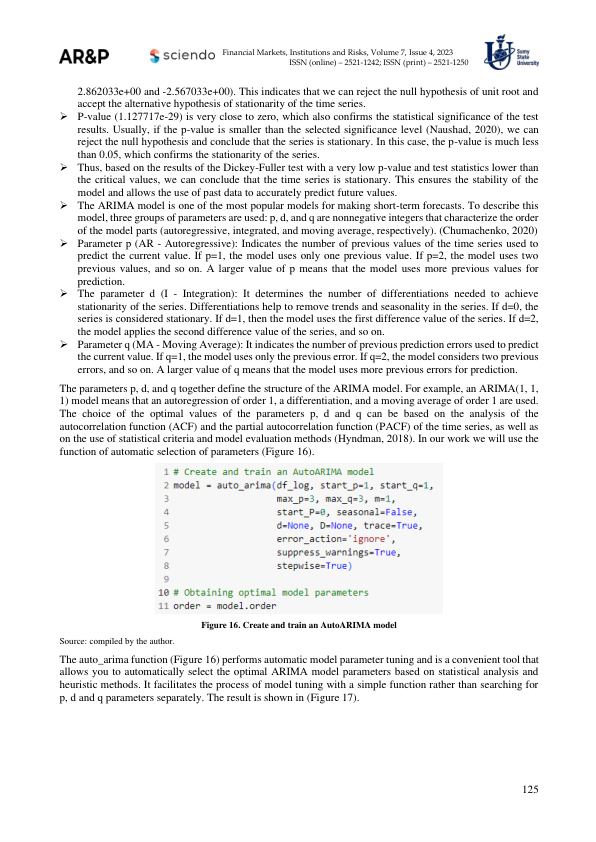 AR&P
sciendo
Financial Markets, Institutions and Risks, Volume 7, Issue 4, 2023
ISSN (online) – 2521-1242; ISSN (print) – 2521-1250
Sumy
State
University
2.862033e+00 and -2.567033e+00). This indicates that we can reject the null hypothesis of unit root and
accept the alternative hypothesis of stationarity of the time series.
➢ P-value (1.127717e-29) is very close to zero, which also confirms the statistical significance of the test
results. Usually, if the p-value is smaller than the selected significance level (Naushad, 2020), we can
reject the null hypothesis and conclude that the series is stationary. In this case, the p-value is much less
than 0.05, which confirms the stationarity of the series.
➢ Thus, based on the results of the Dickey-Fuller test with a very low p-value and test statistics lower than
the critical values, we can conclude that the time series is stationary. This ensures the stability of the
model and allows the use of past data to accurately predict future values.
➢ The ARIMA model is one of the most popular models for making short-term forecasts. To describe this
model, three groups of parameters are used: p, d, and q are nonnegative integers that characterize the order
of the model parts (autoregressive, integrated, and moving average, respectively). (Chumachenko, 2020)
➢ Parameter p (AR - Autoregressive): Indicates the number of previous values of the time series used to
predict the current value. If p=1, the model uses only one previous value. If p=2, the model uses two
previous values, and so on. A larger value of p means that the model uses more previous values for
prediction.
➢ The parameter d (I - Integration): It determines the number of differentiations needed to achieve
stationarity of the series. Differentiations help to remove trends and seasonality in the series. If d=0, the
series is considered stationary. If d=1, then the model uses the first difference value of the series. If d=2,
the model applies the second difference value of the series, and so on.
➢ Parameter q (MA - Moving Average): It indicates the number of previous prediction errors used to predict
the current value. If q=1, the model uses only the previous error. If q=2, the model considers two previous
errors, and so on. A larger value of q means that the model uses more previous errors for prediction.
The parameters p, d, and q together define the structure of the ARIMA model. For example, an ARIMA(1, 1,
1) model means that an autoregression of order 1, a differentiation, and a moving average of order 1 are used.
The choice of the optimal values of the parameters p, d and q can be based on the analysis of the
autocorrelation function (ACF) and the partial autocorrelation function (PACF) of the time series, as well as
on the use of statistical criteria and model evaluation methods (Hyndman, 2018). In our work we will use the
function of automatic selection of parameters (Figure 16).
1 # Create and train an AutoARIMA model
2 model = auto_arima(df_log, start_p=1, start_q=1,
3 max_p=3, max_q=3, m=1,
4 start_P=0, seasonal=False,
5 d=None, D=None, trace=True,
6 error_action='ignore',
7 suppress_warnings=True,
8 stepwise=True)
9
10 # Obtaining optimal model parameters
11 order = model.order
Figure 16. Create and train an AutoARIMA model
Source: compiled by the author.
The auto_arima function (Figure 16) performs automatic model parameter tuning and is a convenient tool that
allows you to automatically select the optimal ARIMA model parameters based on statistical analysis and
heuristic methods. It facilitates the process of model tuning with a simple function rather than searching for
p, d and q parameters separately. The result is shown in (Figure 17).
125